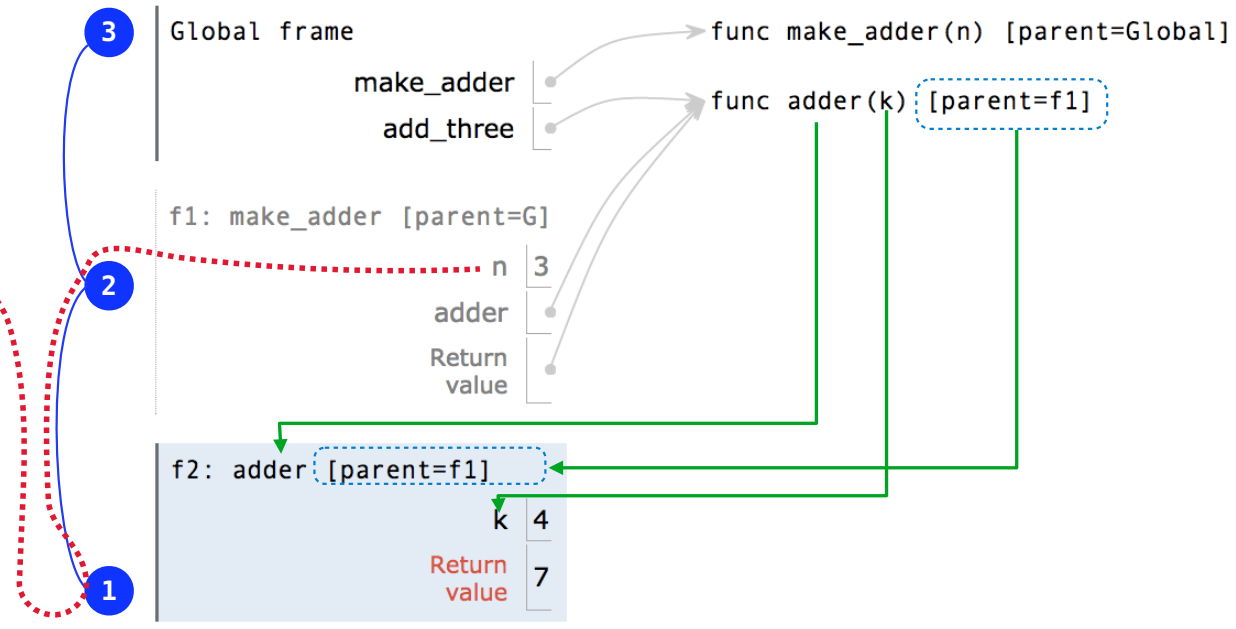 3
Global frame
func make_adder(n) [parent=Global]
make_adder
func adder(k) [parent=f1]
add_three
f1: make_adder [parent=G]
2
n 3
adder
Return
value
f2: adder [parent=f1]
k 4
1
Return
value
7